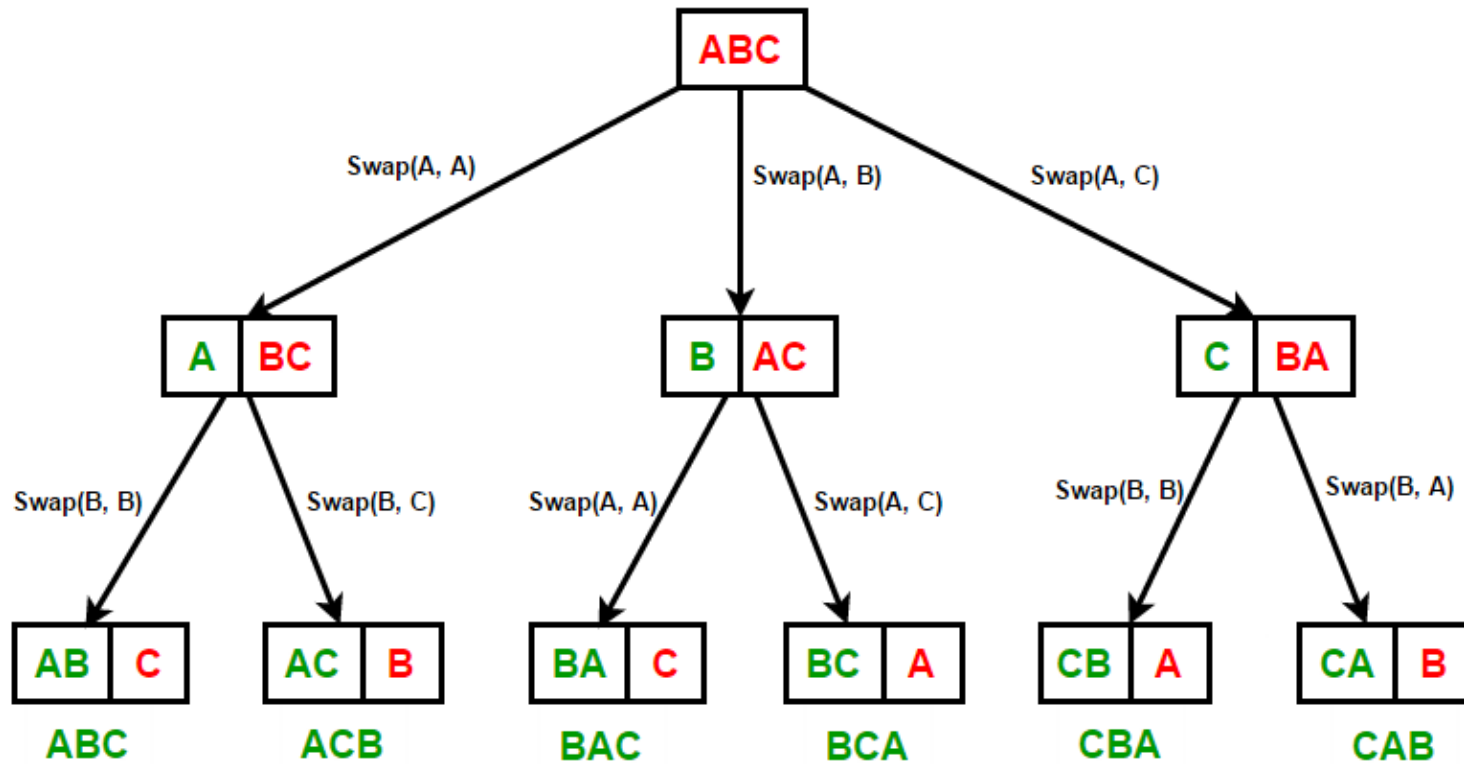 ABC
Swap(A, A)
Swap(A, B)
Swap(A, C)
A BC
B AC
C BA
Swap(B, B)
Swap(B, C)
Swap(A, A)
Swap(A, C)
Swap(B, B)
Swap(B, A)
AB C
AC B
BA C
BC A
CB A
CA B
ABC
ACB
BAC
BCA
CBA
CAB